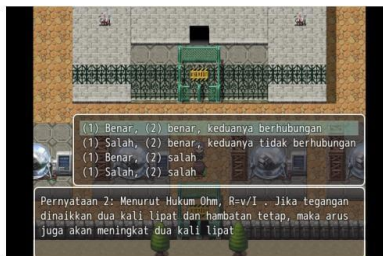 (1) Benar, (2) benar, keduanya berhubungan
(1) Salah, (2) benar, keduanya tidak berhubungan
(1) Benar, (2) salah
(1) Salah, (2) salah
Pernyataan 2: Menurut Hukum Ohm, R=v/I . Jika tegangan
dinaikkan dua kali lipat dan hambatan tetap, maka arus
juga akan meningkat dua kali lipat